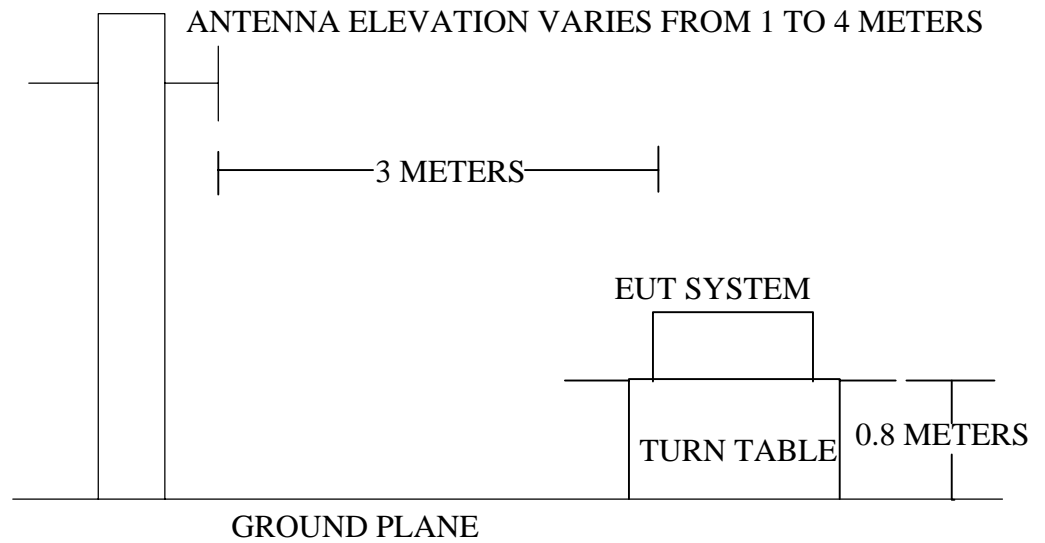 ANTENNA ELEVATION VARIES FROM 1 TO 4 METERS
3 METERS
EUT SYSTEM
0.8 METERS
TURN TABLE
GROUND PLANE